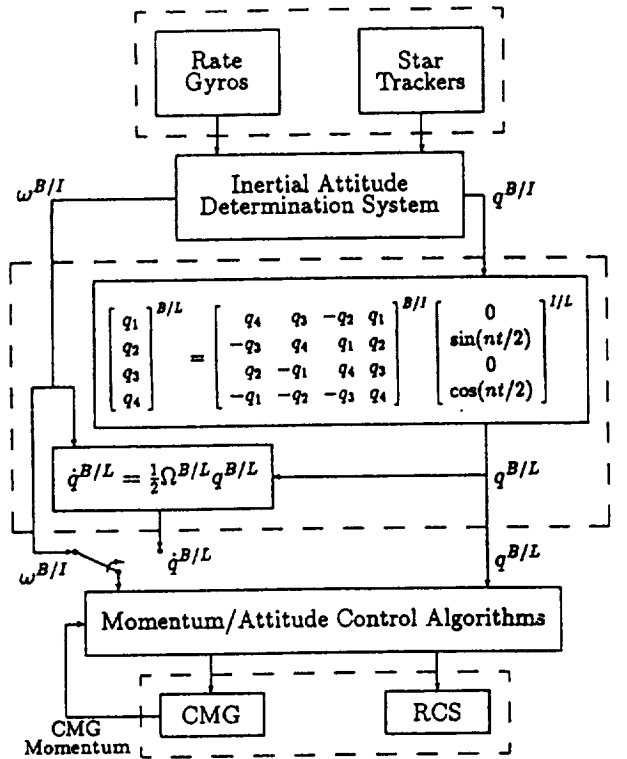 Rate
Gyros
Star
Trackers
Inertial Attitude
Determination System
ω^{B/I}
q^{B/I}
[q₁ q₂ q₃ q₄]^{B/L} = [q₄ q₃ -q₂ q₁; -q₃ q₄ q₁ q₂; q₂ -q₁ q₄ q₃; -q₁ -q₂ -q₃ q₄]^{B/I} [0; sin(nt/2); 0; cos(nt/2)]^{I/L}
q̇^{B/L} = ½Ω^{B/L}q^{B/L}
q^{B/L}
ω^{B/I}
q̇^{B/L}
q^{B/L}
Momentum/Attitude Control Algorithms
CMG
RCS
CMG
Momentum